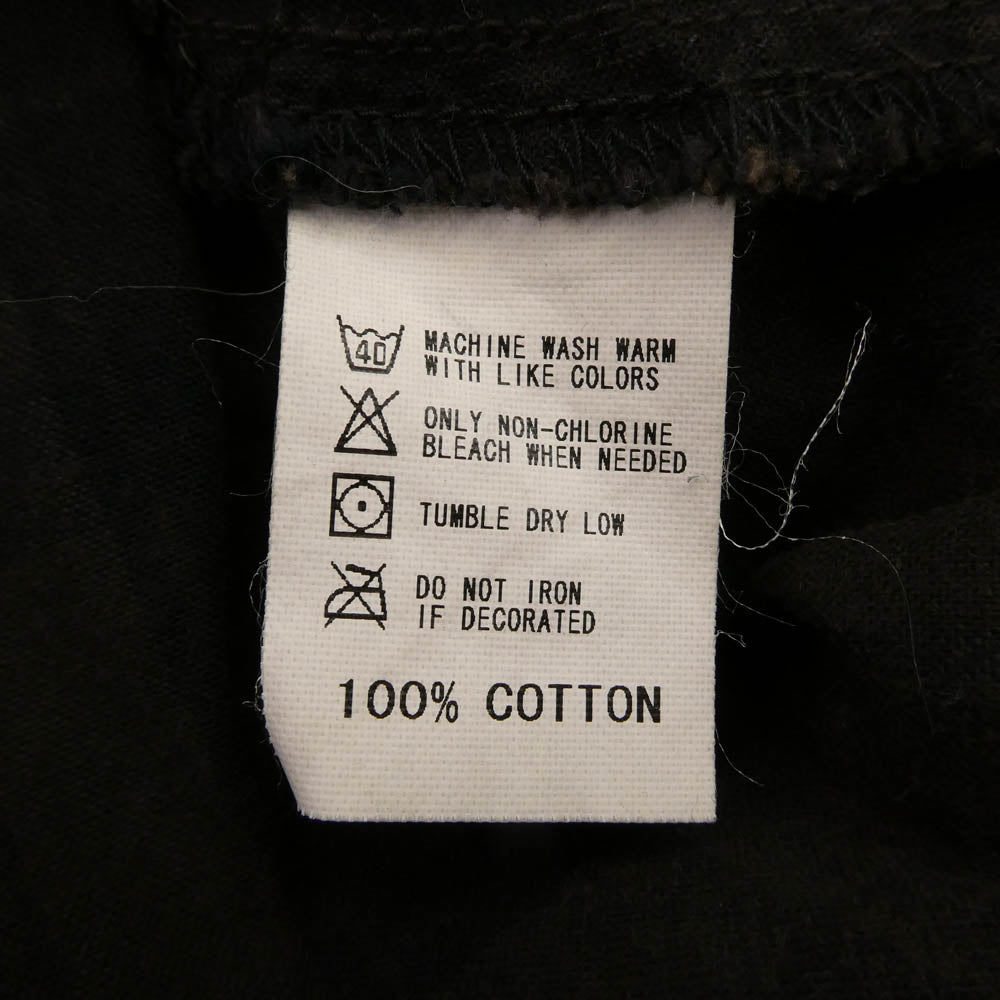 40
MACHINE WASH WARM
WITH LIKE COLORS
ONLY NON-CHLORINE
BLEACH WHEN NEEDED
TUMBLE DRY LOW
DO NOT IRON
IF DECORATED
100% COTTON